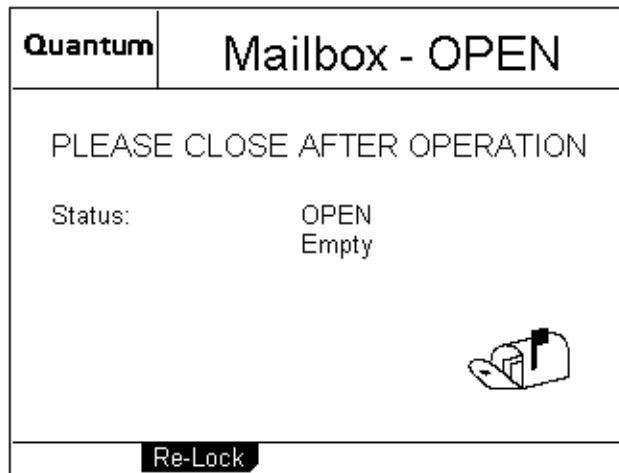 Quantum
Mailbox - OPEN
PLEASE CLOSE AFTER OPERATION
Status: OPEN
Empty
Re-Lock